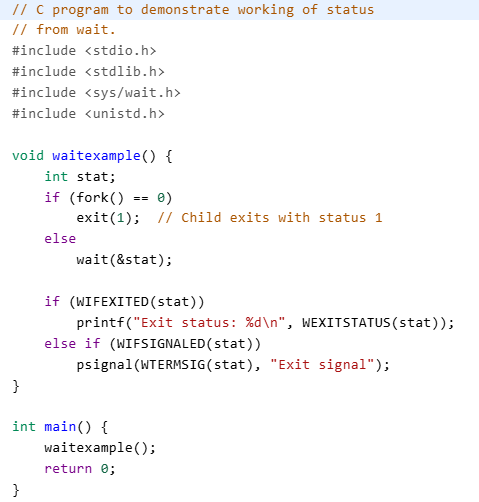 // C program to demonstrate working of status
// from wait.
#include <stdio.h>
#include <stdlib.h>
#include <sys/wait.h>
#include <unistd.h>

void waitexample() {
    int stat;
    if (fork() == 0)
        exit(1);  // Child exits with status 1
    else
        wait(&stat);

    if (WIFEXITED(stat))
        printf("Exit status: %d\n", WEXITSTATUS(stat));
    else if (WIFSIGNALED(stat))
        psignal(WTERMSIG(stat), "Exit signal");
}

int main() {
    waitexample();
    return 0;
}